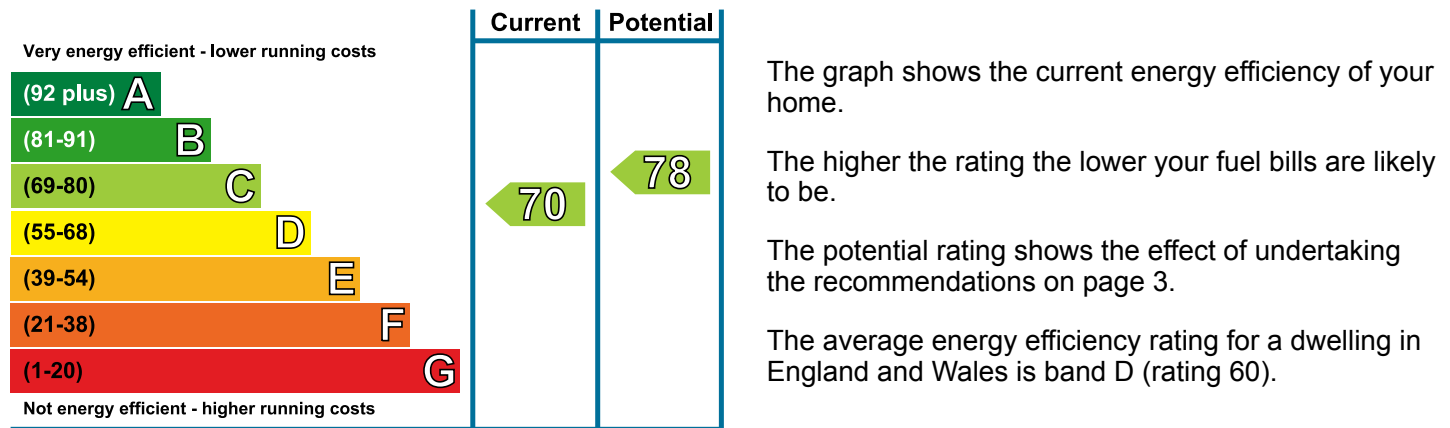 Current Potential
Very energy efficient - lower running costs
(92 plus) A
(81-91) B
(69-80) C
(55-68) D
(39-54) E
(21-38) F
(1-20) G
Not energy efficient - higher running costs
70
78
The graph shows the current energy efficiency of your
home.
The higher the rating the lower your fuel bills are likely
to be.
The potential rating shows the effect of undertaking
the recommendations on page 3.
The average energy efficiency rating for a dwelling in
England and Wales is band D (rating 60).